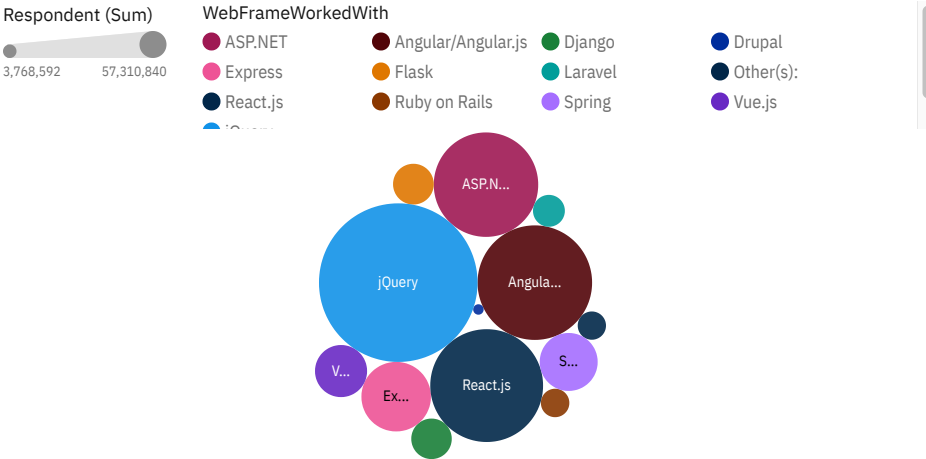 Respondent (Sum)
3,768,592 57,310,840
WebFrameWorkedWith
ASP.NET Angular/Angular.js Django Drupal
Express Flask Laravel Other(s):
React.js Ruby on Rails Spring Vue.js
jQuery
ASP.N...
jQuery
Angula...
V...
Ex...
React.js
S...